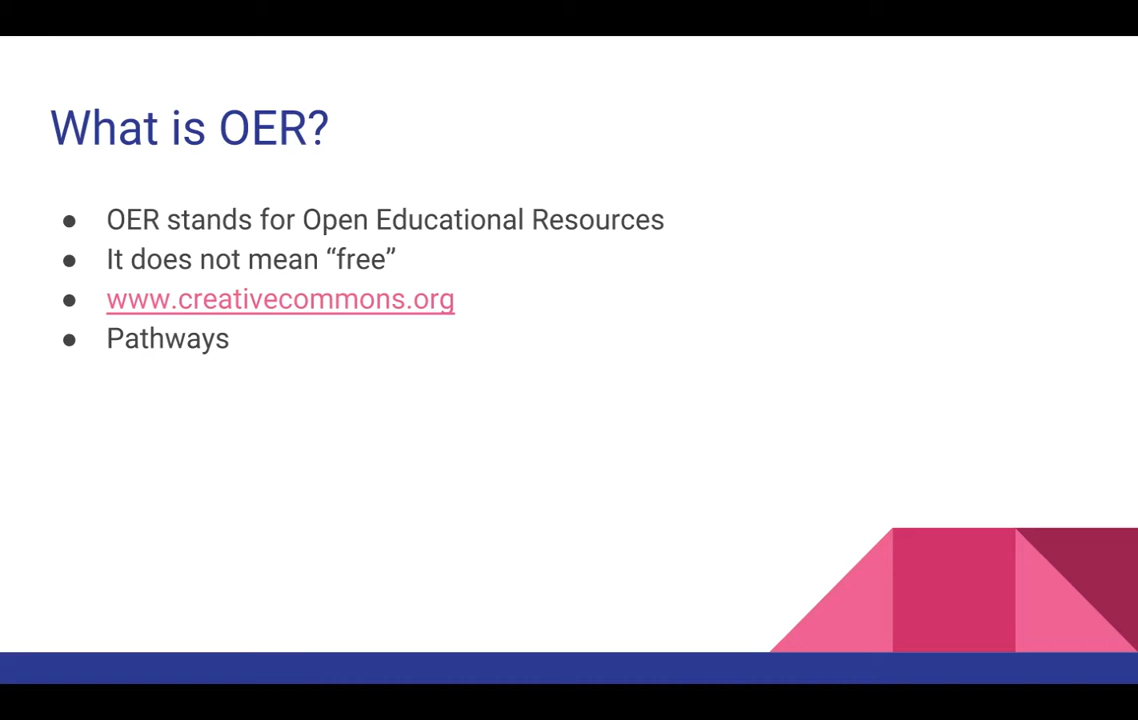 What is OER?
● OER stands for Open Educational Resources
● It does not mean “free”
● www.creativecommons.org
● Pathways